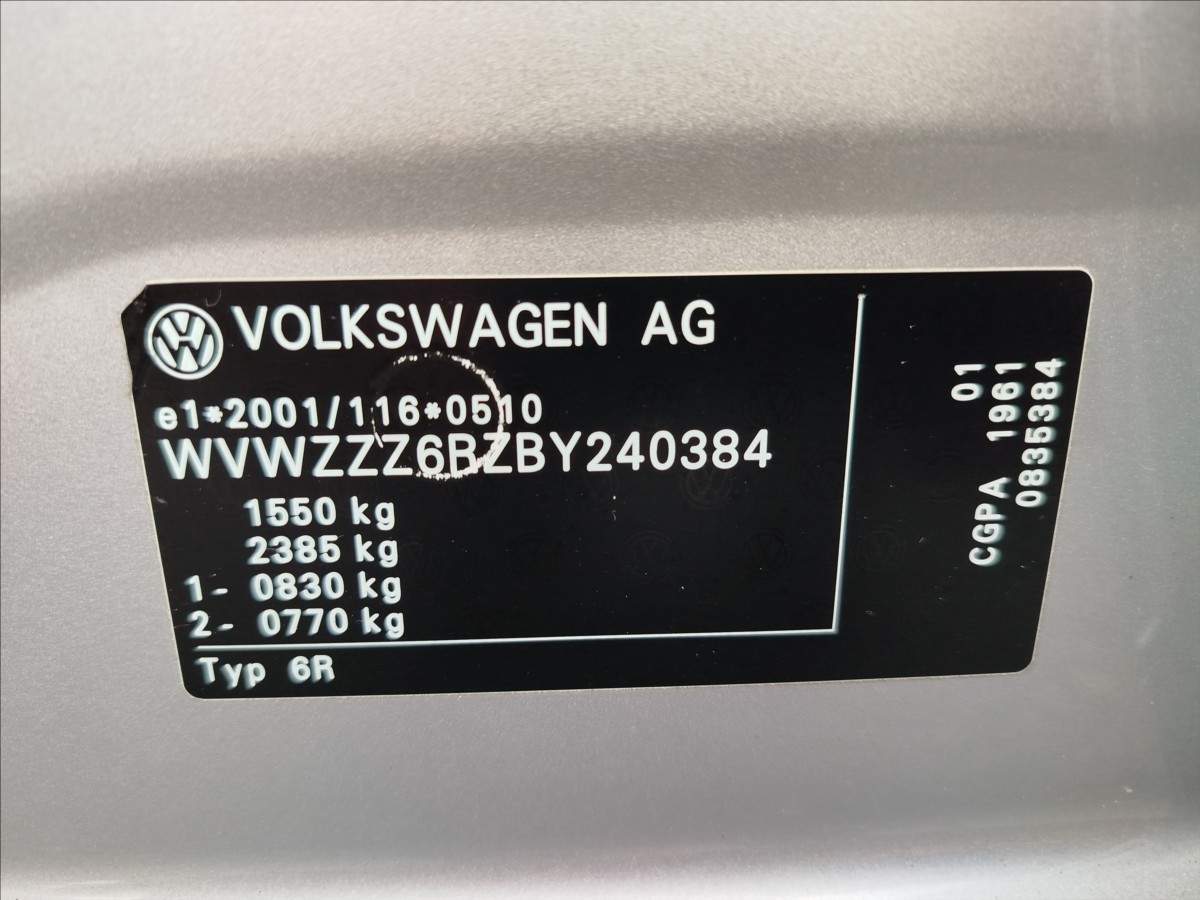 VOLKSWAGEN AG
e1*2001/116*0510
WVWZZZ6RZBY240384
1550 kg
2385 kg
1- 0830 kg
2- 0770 kg
Typ 6R
01
CGPA 1961
0835384